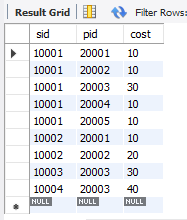 Result Grid Filter Rows:
sid pid cost
10001 20001 10
10001 20002 10
10001 20003 30
10001 20004 10
10001 20005 10
10002 20001 10
10002 20002 20
10003 20003 30
10004 20003 40
NULL NULL NULL